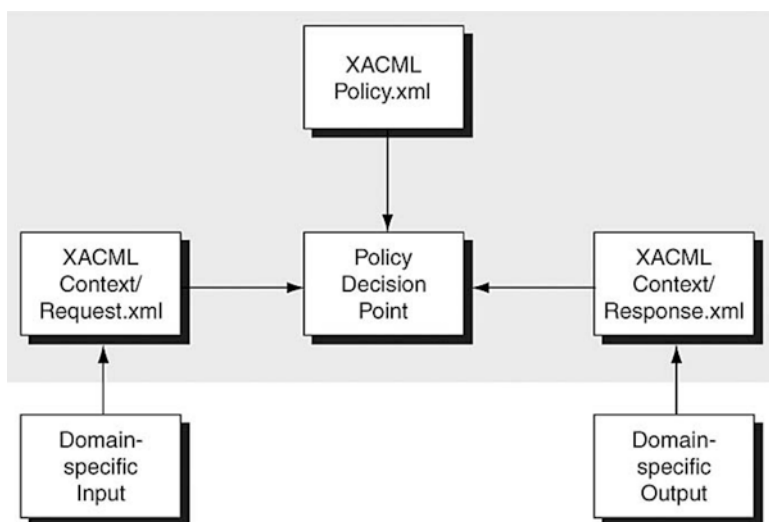 XACML
Policy.xml
XACML
Context/
Request.xml
Policy
Decision
Point
XACML
Context/
Response.xml
Domain-
specific
Input
Domain-
specific
Output